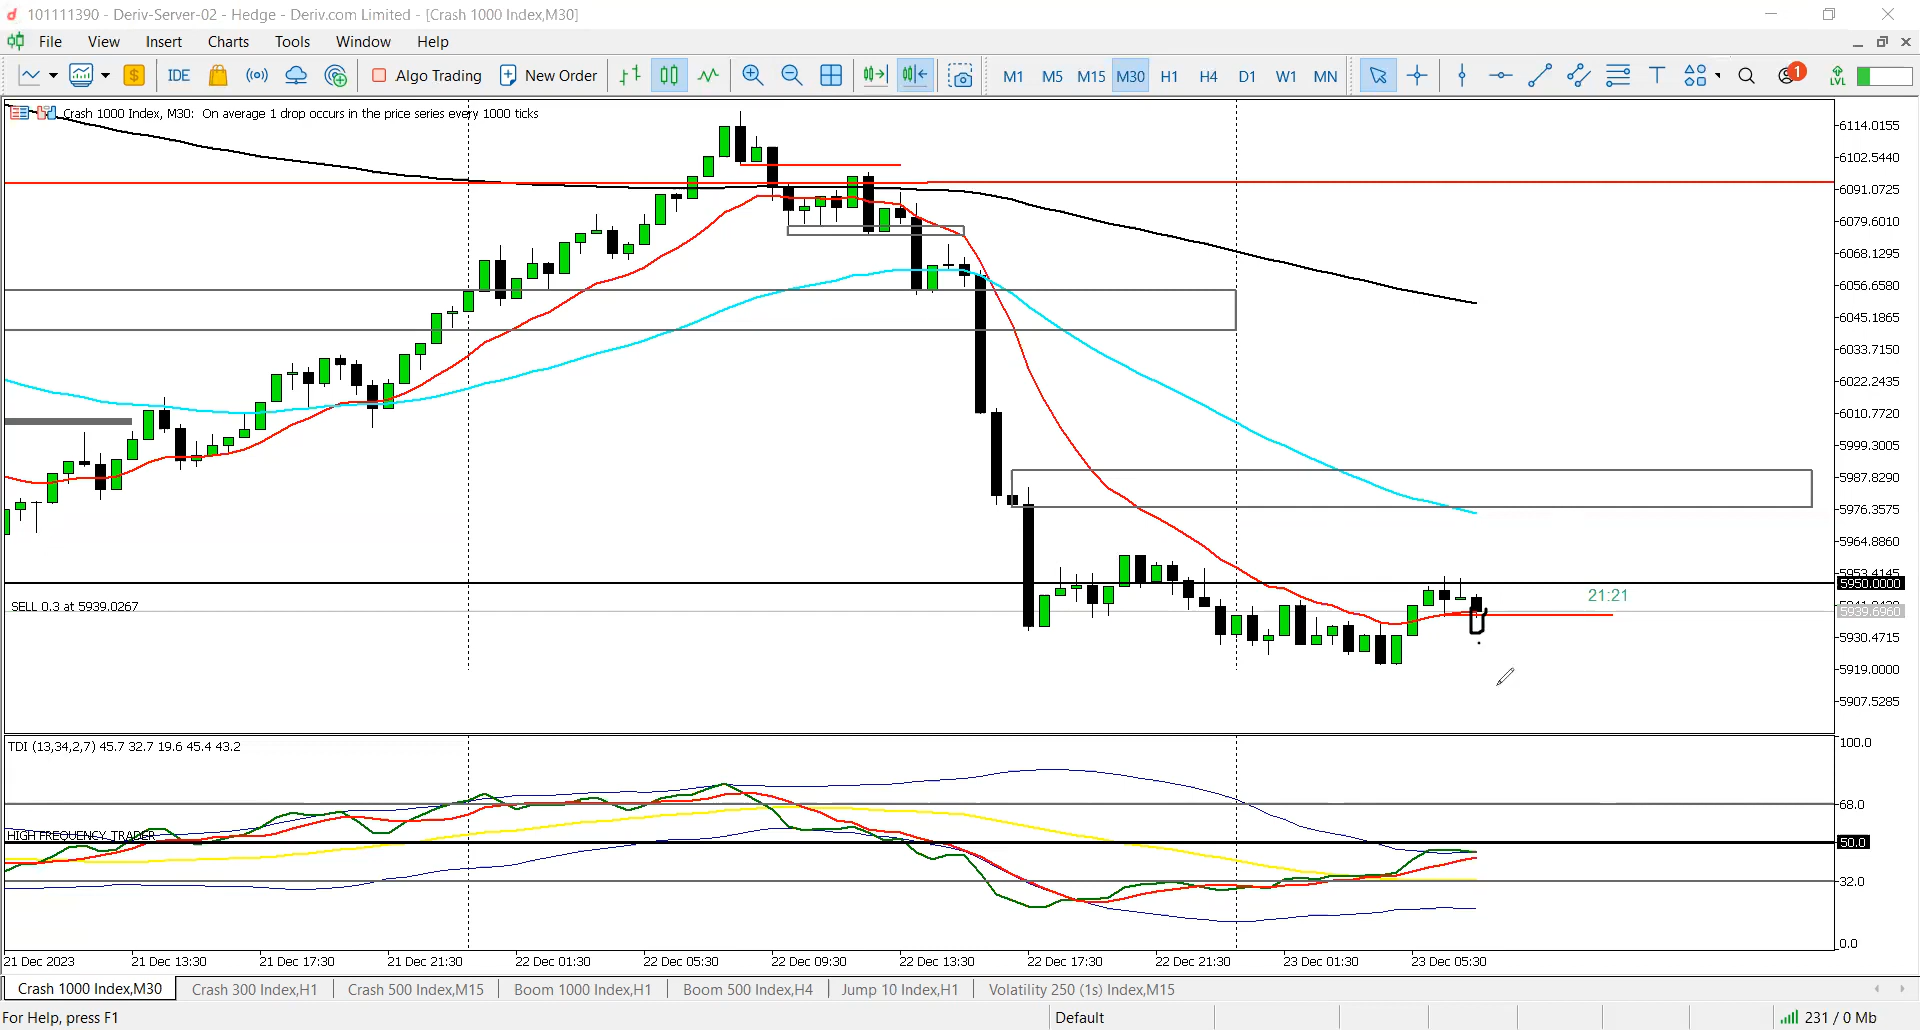 101111390 - Deriv-Server-02 - Hedge - Deriv.com Limited - [Crash 1000 Index,M30]
File View Insert Charts Tools Window Help
IDE Algo Trading New Order M1 M5 M15 M30 H1 H4 D1 W1 MN 1 LVL
Crash 1000 Index, M30: On average 1 drop occurs in the price series every 1000 ticks
6114.0155
6102.5440
6091.0725
6079.6010
6068.1295
6056.6580
6045.1865
6033.7150
6022.2435
6010.7720
5999.3005
5987.8290
5976.3575
5964.8860
5953.4145
5950.0000
21:21
SELL 0.3 at 5939.0267
5939.6960
5930.4715
5919.0000
5907.5285
TDI (13,34,2,7) 45.7 32.7 19.6 45.4 43.2
100.0
68.0
HIGH FREQUENCY TRADER
50.0
32.0
0.0
21 Dec 2023 21 Dec 13:30 21 Dec 17:30 21 Dec 21:30 22 Dec 01:30 22 Dec 05:30 22 Dec 09:30 22 Dec 13:30 22 Dec 17:30 22 Dec 21:30 23 Dec 01:30 23 Dec 05:30
Crash 1000 Index,M30 Crash 300 Index,H1 Crash 500 Index,M15 Boom 1000 Index,H1 Boom 500 Index,H4 Jump 10 Index,H1 Volatility 250 (1s) Index,M15
For Help, press F1 Default 231 / 0 Mb